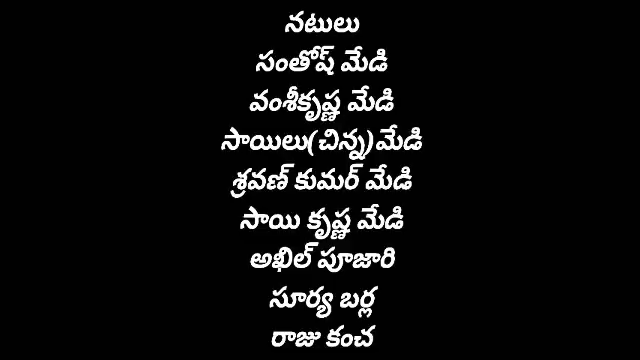 నటులు
సంతోష్ మేడి
వంశీకృష్ణ మేడి
సాయిలు(చిన్న)మేడి
శ్రవణ్ కుమర్ మేడి
సాయి కృష్ణ మేడి
అఖిల్ పూజారి
సూర్య బర్ల
రాజు కంచ